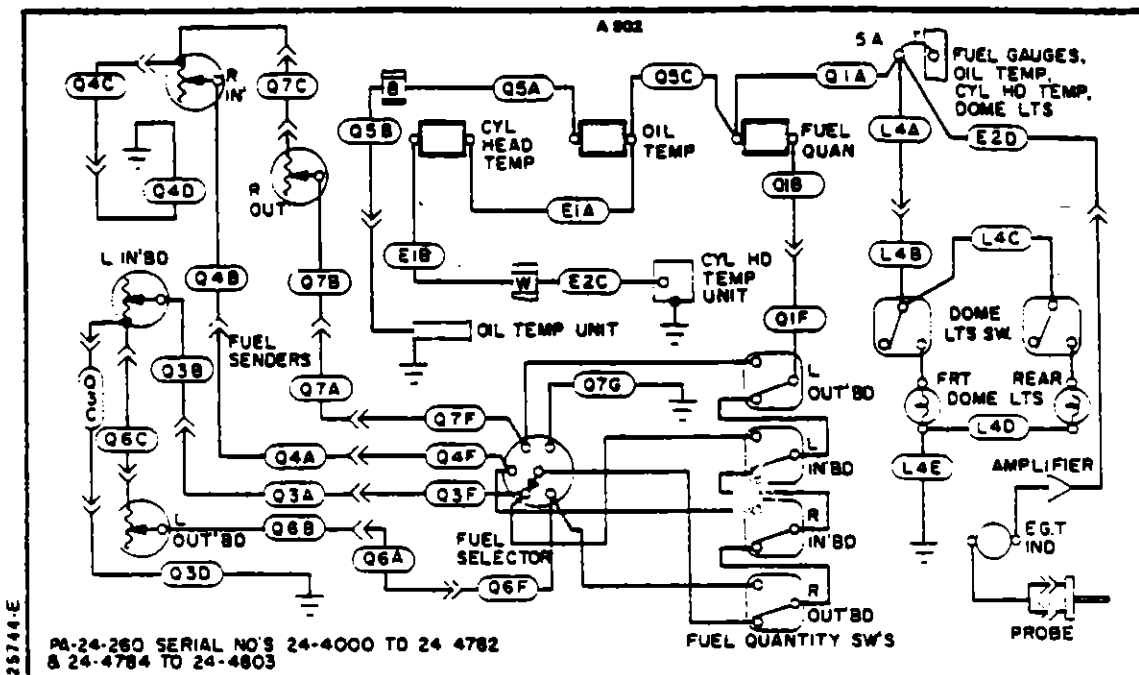 A 902
5 A
FUEL GAUGES,
OIL TEMP,
CYL HD TEMP,
DOME LTS
Q4C
R
IN'
Q7C
Q5A
Q5C
Q1A
B
Q5B
CYL
HEAD
TEMP
OIL
TEMP
FUEL
QUAN
L4A
E2D
Q4D
R
OUT'
E1A
Q1B
L IN'BD
Q4B
Q7B
E1B
W
E2C
CYL HD
TEMP
UNIT
L4B
L4C
FUEL
SENDERS
Q3B
Q3C
OIL TEMP UNIT
Q1F
DOME
LTS SW.
Q7A
Q7G
L
OUT'BD
FRT
REAR
DOME LTS
Q6C
Q7F
L4D
Q4A
Q4F
L
IN'BD
L4E
AMPLIFIER
Q3A
Q3F
L
OUT'BD
Q6B
Q6A
FUEL
SELECTOR
R
IN'BD
E.G.T
IND
Q3D
Q6F
R
OUT'BD
PROBE
FUEL QUANTITY SW'S
PA-24-260 SERIAL NO'S 24-4000 TO 24 4782
& 24-4784 TO 24-4803
25744-E